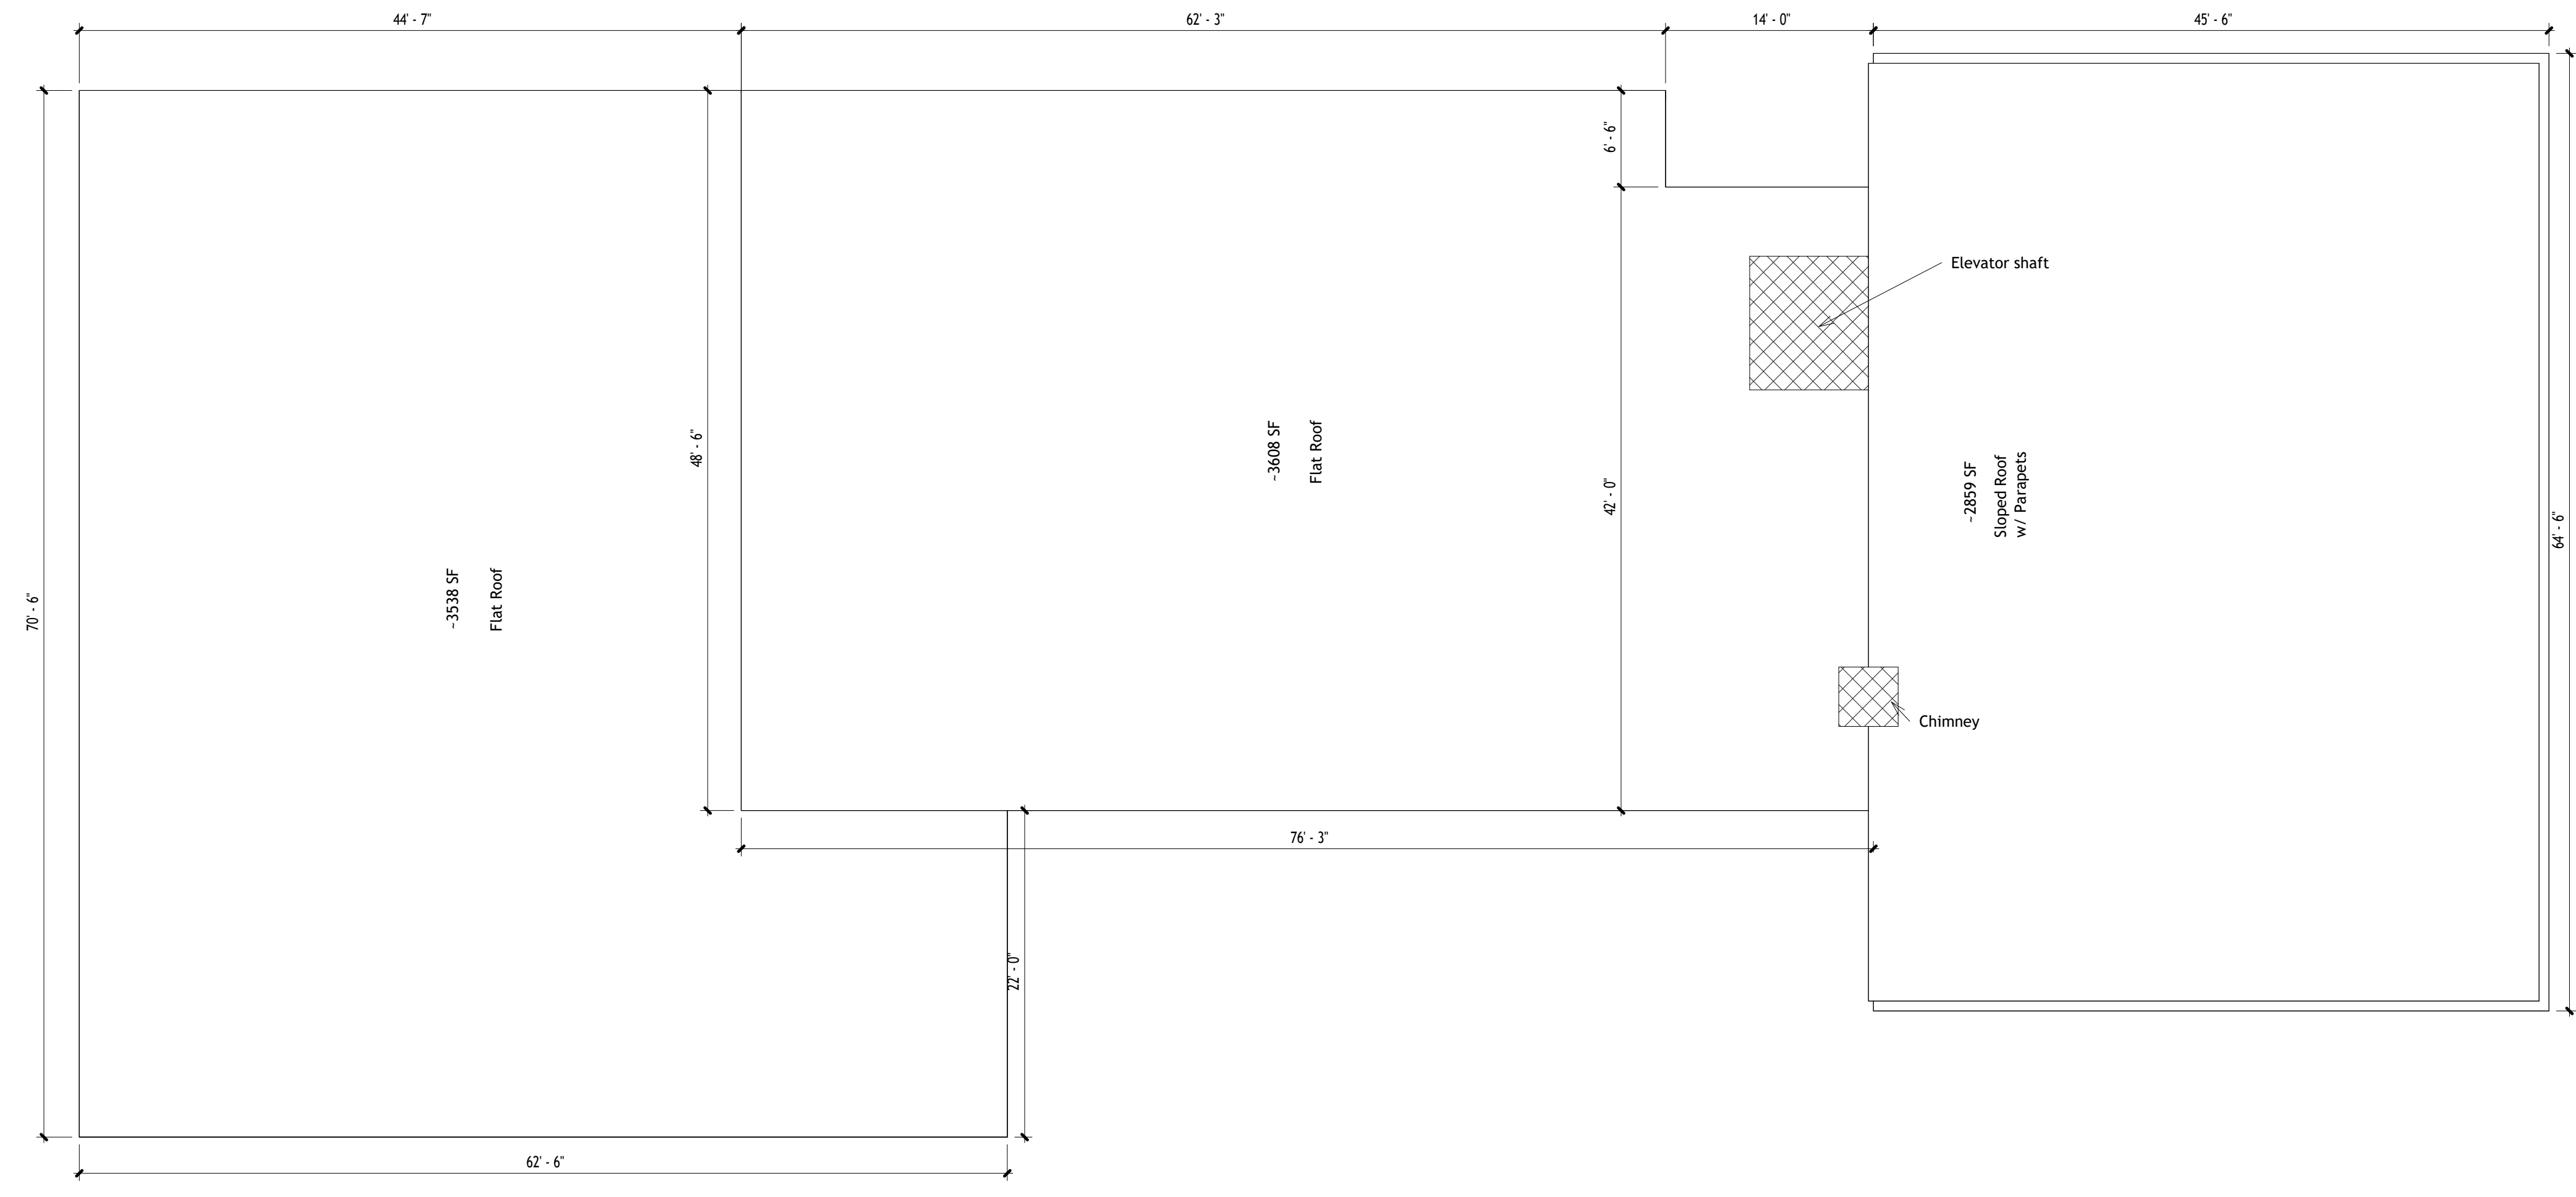 44' - 7"
62' - 3"
14' - 0"
45' - 6"
6' - 6"
Elevator shaft
48' - 6"
~3608 SF
Flat Roof
42' - 0"
~2859 SF
Sloped Roof
w/ Parapets
64' - 6"
70' - 6"
~3538 SF
Flat Roof
Chimney
76' - 3"
22' - 0"
62' - 6"